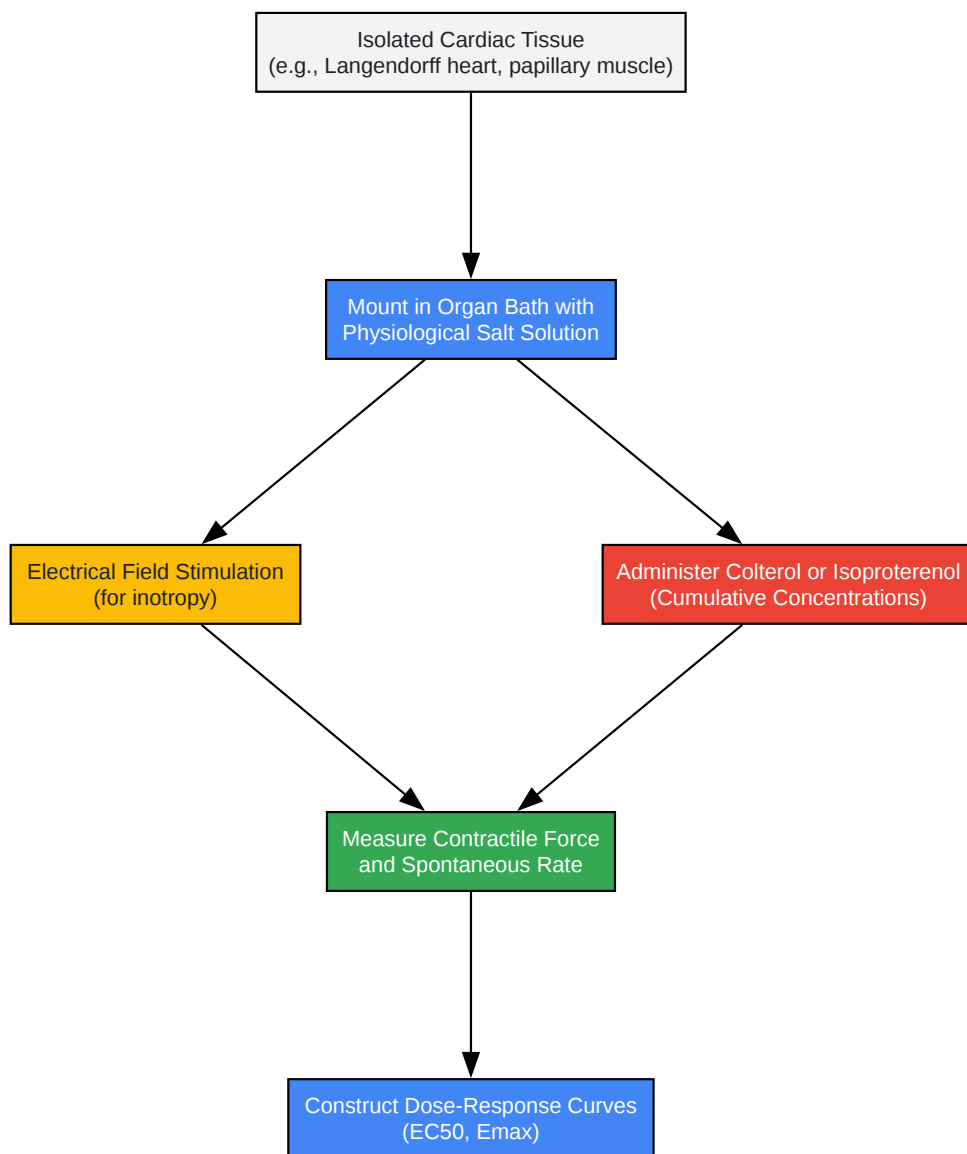 Isolated Cardiac Tissue
(e.g., Langendorff heart, papillary muscle)
Mount in Organ Bath with
Physiological Salt Solution
Electrical Field Stimulation
(for inotropy)
Administer Colterol or Isoproterenol
(Cumulative Concentrations)
Measure Contractile Force
and Spontaneous Rate
Construct Dose-Response Curves
(EC50, Emax)